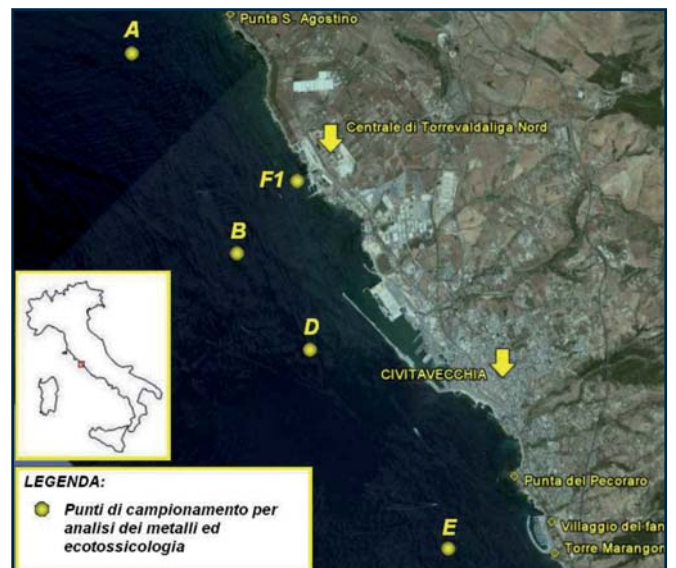 A
Punta S. Agostino
Centrale di Torrevaldaliga Nord
F1
B
D
CIVITAVECCHIA
Punta del Pecoraro
E
Villaggio del fan
Torre Marangon
LEGENDA:
Punti di campionamento per
analisi dei metalli ed
ecotossicologia